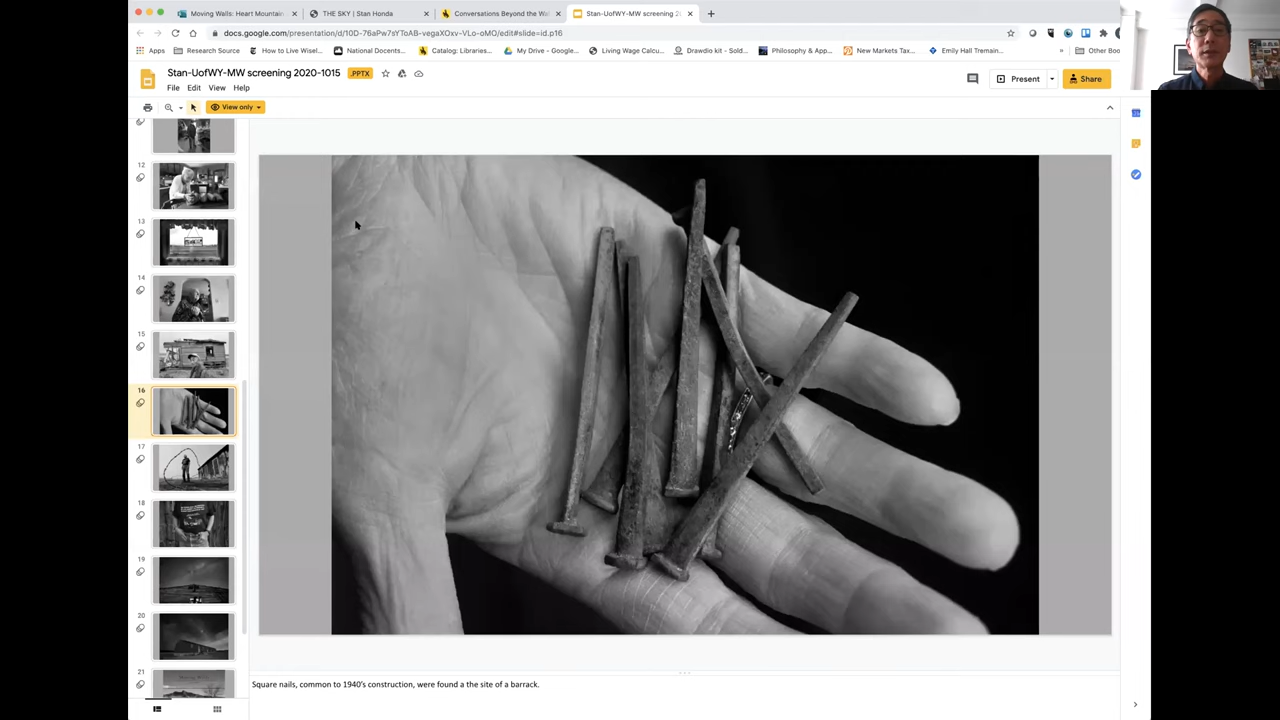 Moving Walls: Heart Mountain
THE SKY | Stan Honda
Conversations Beyond the Wa
Stan-UofWY-MW screening 2
docs.google.com/presentation/d/10D-76aPw7sYToAB-vegaXOxv-VLo-oMO/edit#slide=id.p16
Apps
Research Source
How to Live Wisel...
National Docents...
Catalog: Libraries...
My Drive - Google...
Living Wage Calcu...
Drawdio kit - Sold...
Philosophy & App...
New Markets Tax...
Emily Hall Tremain...
»
Other Boo
Stan-UofWY-MW screening 2020-1015
.PPTX
Present
Share
File
Edit
View
Help
View only
12
13
14
15
16
17
18
19
20
21
Square nails, common to 1940's construction, were found a the site of a barrack.